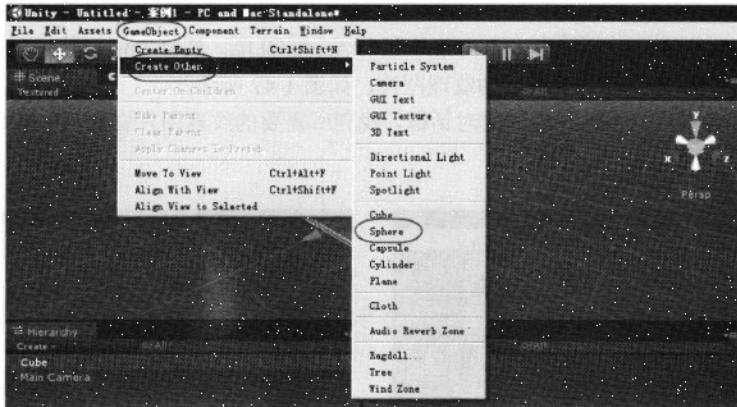 Unity - Untitled - 案例1 - PC and Mac Standalone*
File Edit Assets GameObject Component Terrain Window Help
Create Empty Ctrl+Shift+N
Create Other
Center On Children
Make Parent
Clear Parent
Apply Changes To Prefab
Move To View Ctrl+Alt+F
Align With View Ctrl+Shift+F
Align View to Selected
Particle System
Camera
GUI Text
GUI Texture
3D Text
Directional Light
Point Light
Spotlight
Cube
Sphere
Capsule
Cylinder
Plane
Cloth
Audio Reverb Zone
Ragdoll...
Tree
Wind Zone
Scene
Textured
All
y
x
z
Persp
Hierarchy
Create
All
Cube
Main Camera
All